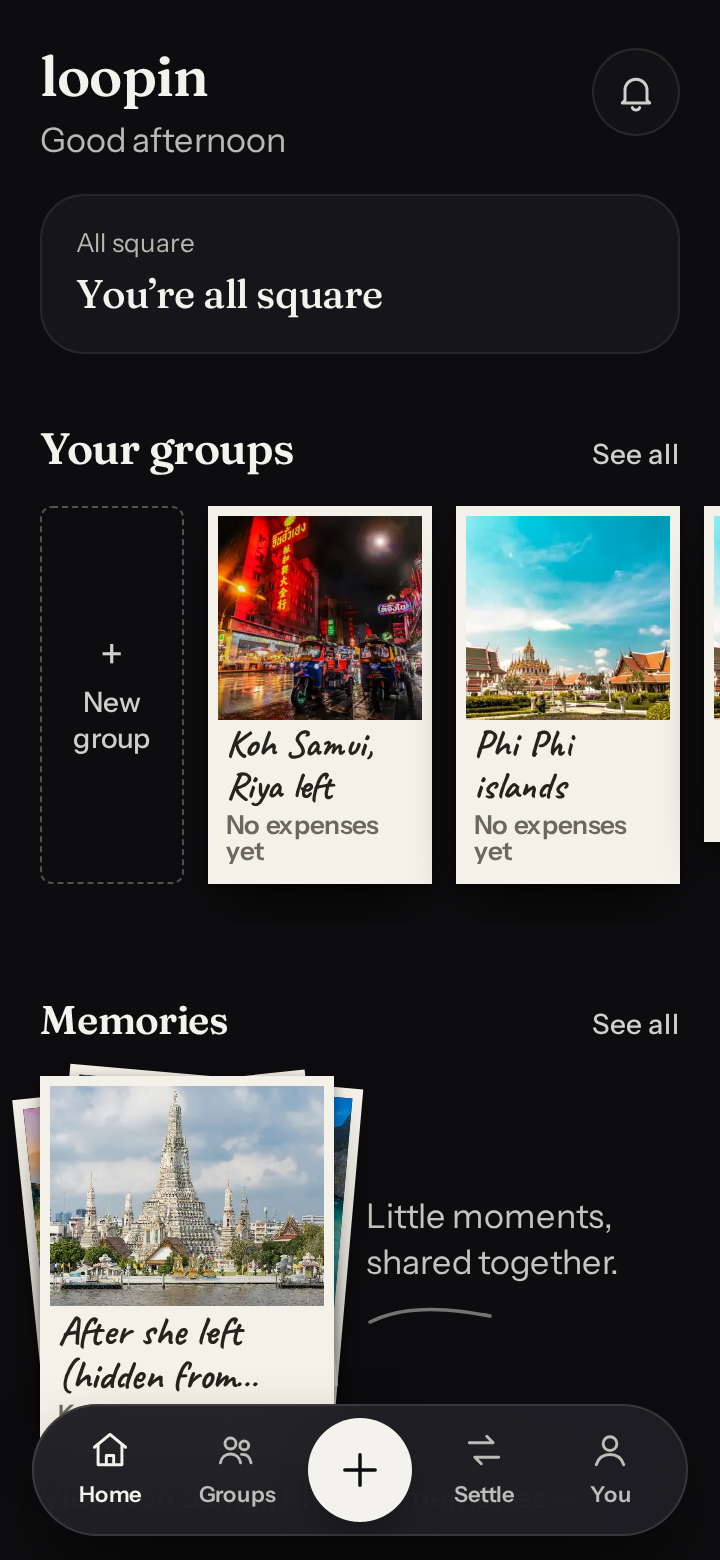 loopin
Good afternoon
All square
You’re all square
Your groups
See all
+
New
group
Koh Samui,
Riya left
No expenses
yet
Phi Phi
islands
No expenses
yet
Memories
See all
Little moments,
shared together.
After she left
(hidden from...
Home
Groups
Settle
You